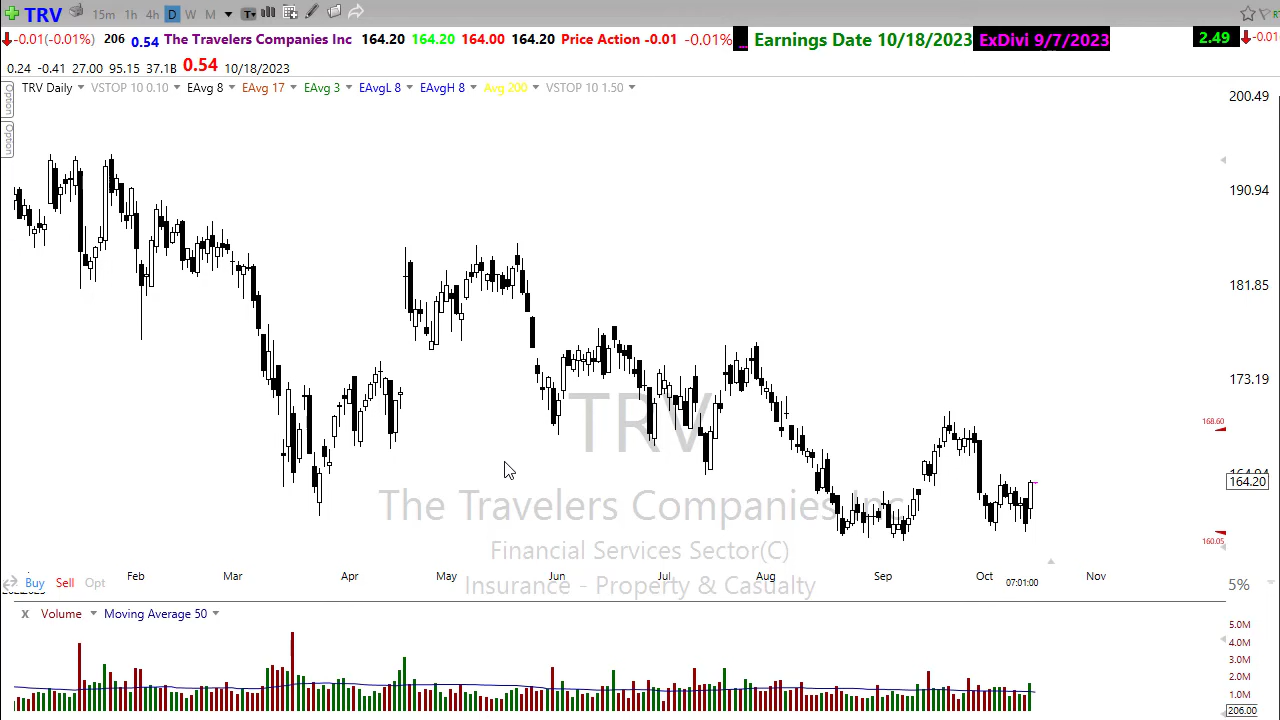 TRV 15m 1h 4h D W M T
-0.01(-0.01%) 206 0.54 The Travelers Companies Inc 164.20 164.20 164.00 164.20 Price Action -0.01 -0.01% ... Earnings Date 10/18/2023 ExDivi 9/7/2023 2.49 -0.01
0.24 -0.41 27.00 95.15 37.1B 0.54 10/18/2023
TRV Daily VSTOP 10 0.10 EAvg 8 EAvg 17 EAvg 3 EAvgL 8 EAvgH 8 Avg 200 VSTOP 10 1.50
Option
Option
200.49
190.94
181.85
173.19
168.60
164.94
164.20
160.05
TRV
The Travelers Companies Inc
Financial Services Sector(C)
Insurance - Property & Casualty
Feb Mar Apr May Jun Jul Aug Sep Oct Nov
Buy Sell Opt 07:01:00 5%
X Volume Moving Average 50
5.0M
4.0M
3.0M
2.0M
1.0M
206.00